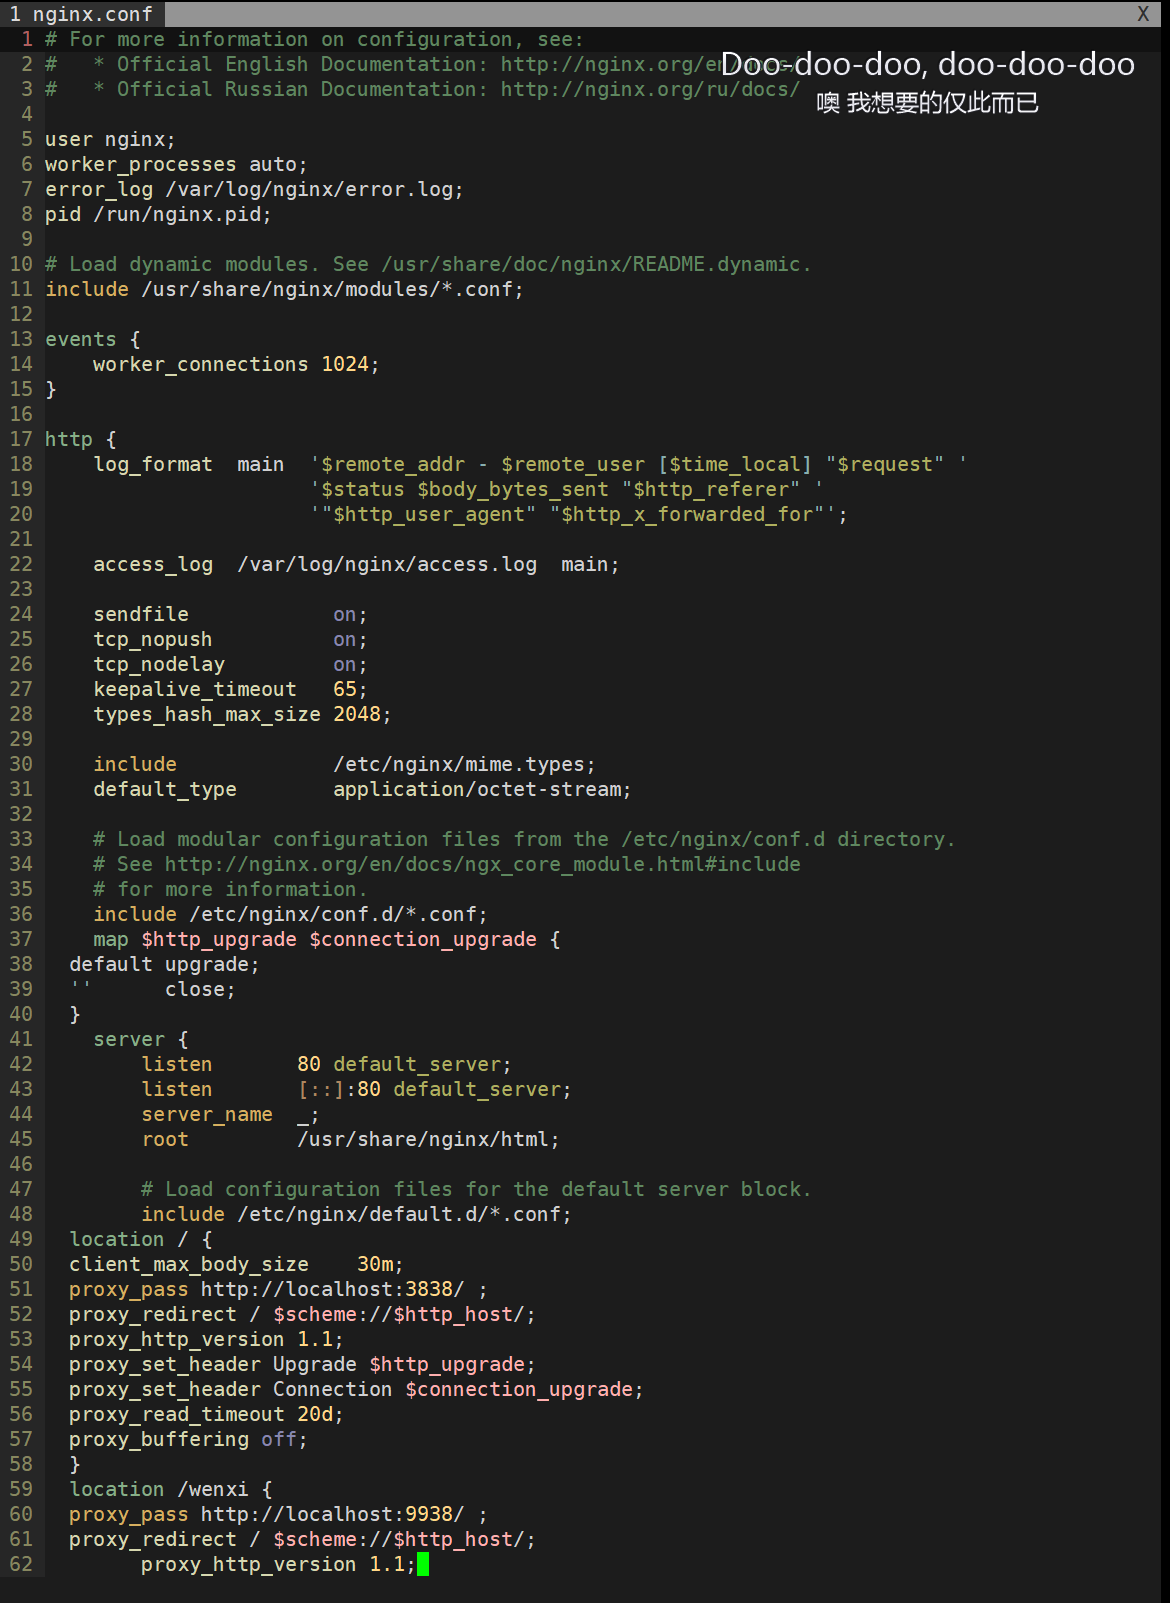 1 nginx.conf X
1 # For more information on configuration, see:
2 #   * Official English Documentation: http://nginx.org/en/docs/
Doo-doo-doo, doo-doo-doo
3 #   * Official Russian Documentation: http://nginx.org/ru/docs/
噢 我想要的仅此而已
4
5 user nginx;
6 worker_processes auto;
7 error_log /var/log/nginx/error.log;
8 pid /run/nginx.pid;
9
10 # Load dynamic modules. See /usr/share/doc/nginx/README.dynamic.
11 include /usr/share/nginx/modules/*.conf;
12
13 events {
14     worker_connections 1024;
15 }
16
17 http {
18     log_format  main  '$remote_addr - $remote_user [$time_local] "$request" '
19                       '$status $body_bytes_sent "$http_referer" '
20                       '"$http_user_agent" "$http_x_forwarded_for"';
21
22     access_log  /var/log/nginx/access.log  main;
23
24     sendfile            on;
25     tcp_nopush          on;
26     tcp_nodelay         on;
27     keepalive_timeout   65;
28     types_hash_max_size 2048;
29
30     include             /etc/nginx/mime.types;
31     default_type        application/octet-stream;
32
33     # Load modular configuration files from the /etc/nginx/conf.d directory.
34     # See http://nginx.org/en/docs/ngx_core_module.html#include
35     # for more information.
36     include /etc/nginx/conf.d/*.conf;
37     map $http_upgrade $connection_upgrade {
38   default upgrade;
39   ''      close;
40   }
41     server {
42         listen       80 default_server;
43         listen       [::]:80 default_server;
44         server_name  _;
45         root         /usr/share/nginx/html;
46
47         # Load configuration files for the default server block.
48         include /etc/nginx/default.d/*.conf;
49   location / {
50   client_max_body_size    30m;
51   proxy_pass http://localhost:3838/ ;
52   proxy_redirect / $scheme://$http_host/;
53   proxy_http_version 1.1;
54   proxy_set_header Upgrade $http_upgrade;
55   proxy_set_header Connection $connection_upgrade;
56   proxy_read_timeout 20d;
57   proxy_buffering off;
58   }
59   location /wenxi {
60   proxy_pass http://localhost:9938/ ;
61   proxy_redirect / $scheme://$http_host/;
62         proxy_http_version 1.1;